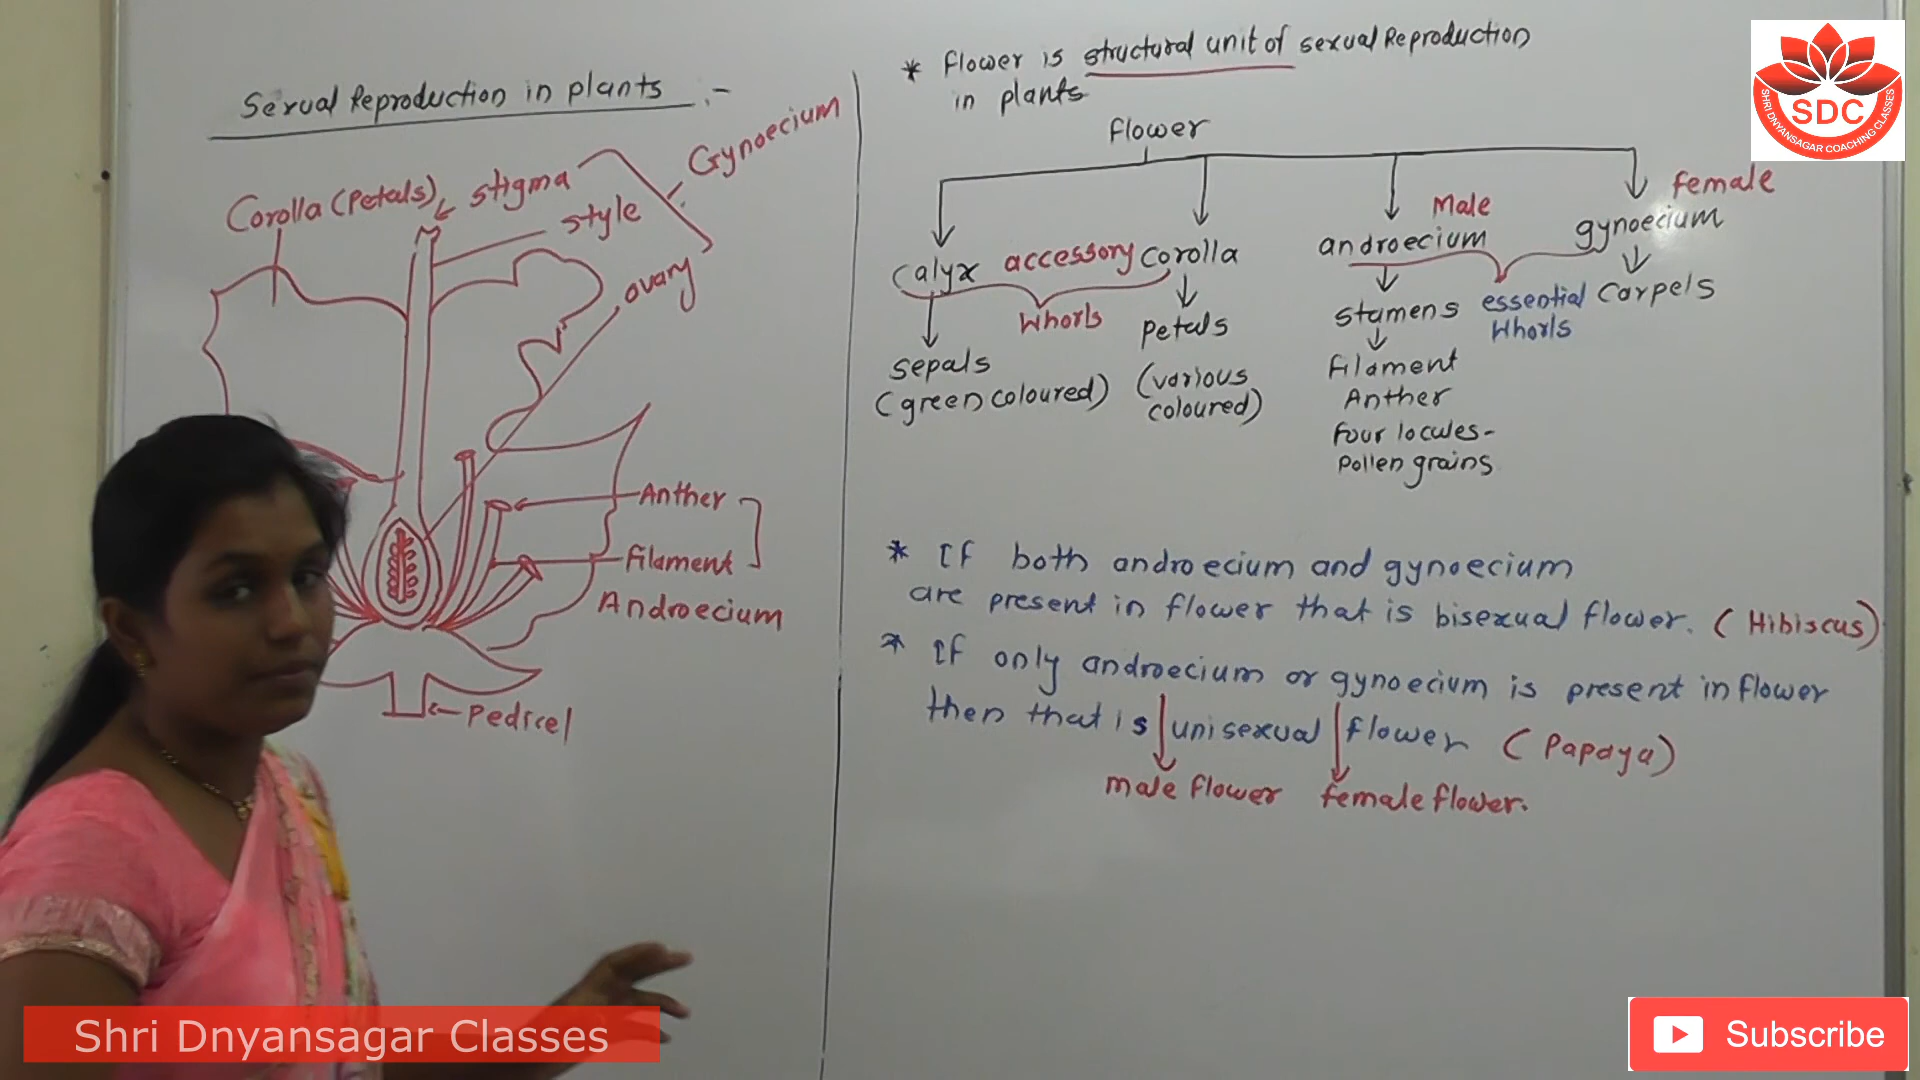 Sexual Reproduction in plants :-
Corolla (Petals)
stigma
style
Gynoecium
ovary
Anther
Filament
Androecium
Pedicel
* flower is structural unit of sexual Reproduction
in plants
flower
Calyx
accessory
Whorls
Corolla
Male
androecium
female
gynoecium
sepals
(green coloured)
Petals
(various
coloured)
stamens
essential
Whorls
Carpels
Filament
Anther
Four locules-
Pollen grains
* If both androecium and gynoecium
are present in flower that is bisexual flower. (Hibiscus)
* If only androecium or gynoecium is present in flower
then that is unisexual flower (Papaya)
male flower female flower.
SHRI DNYANSAGAR COACHING CLASSES
SDC
Shri Dnyansagar Classes
Subscribe